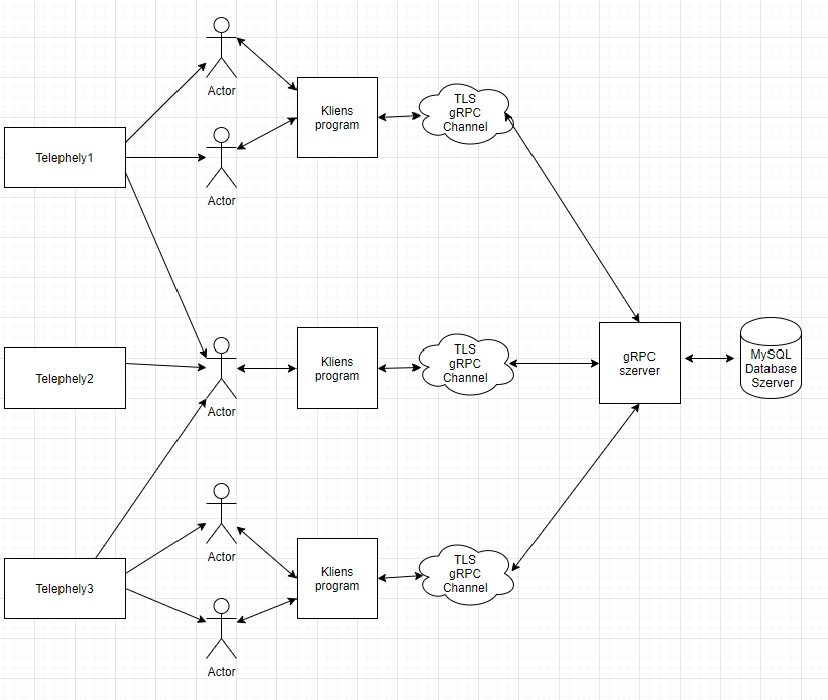 Actor
Kliens
program
TLS
gRPC
Channel
Telephely1
Actor
gRPC
szerver
MySQL
Database
Szerver
Telephely2
Kliens
program
TLS
gRPC
Channel
Actor
Actor
Telephely3
Kliens
program
TLS
gRPC
Channel
Actor